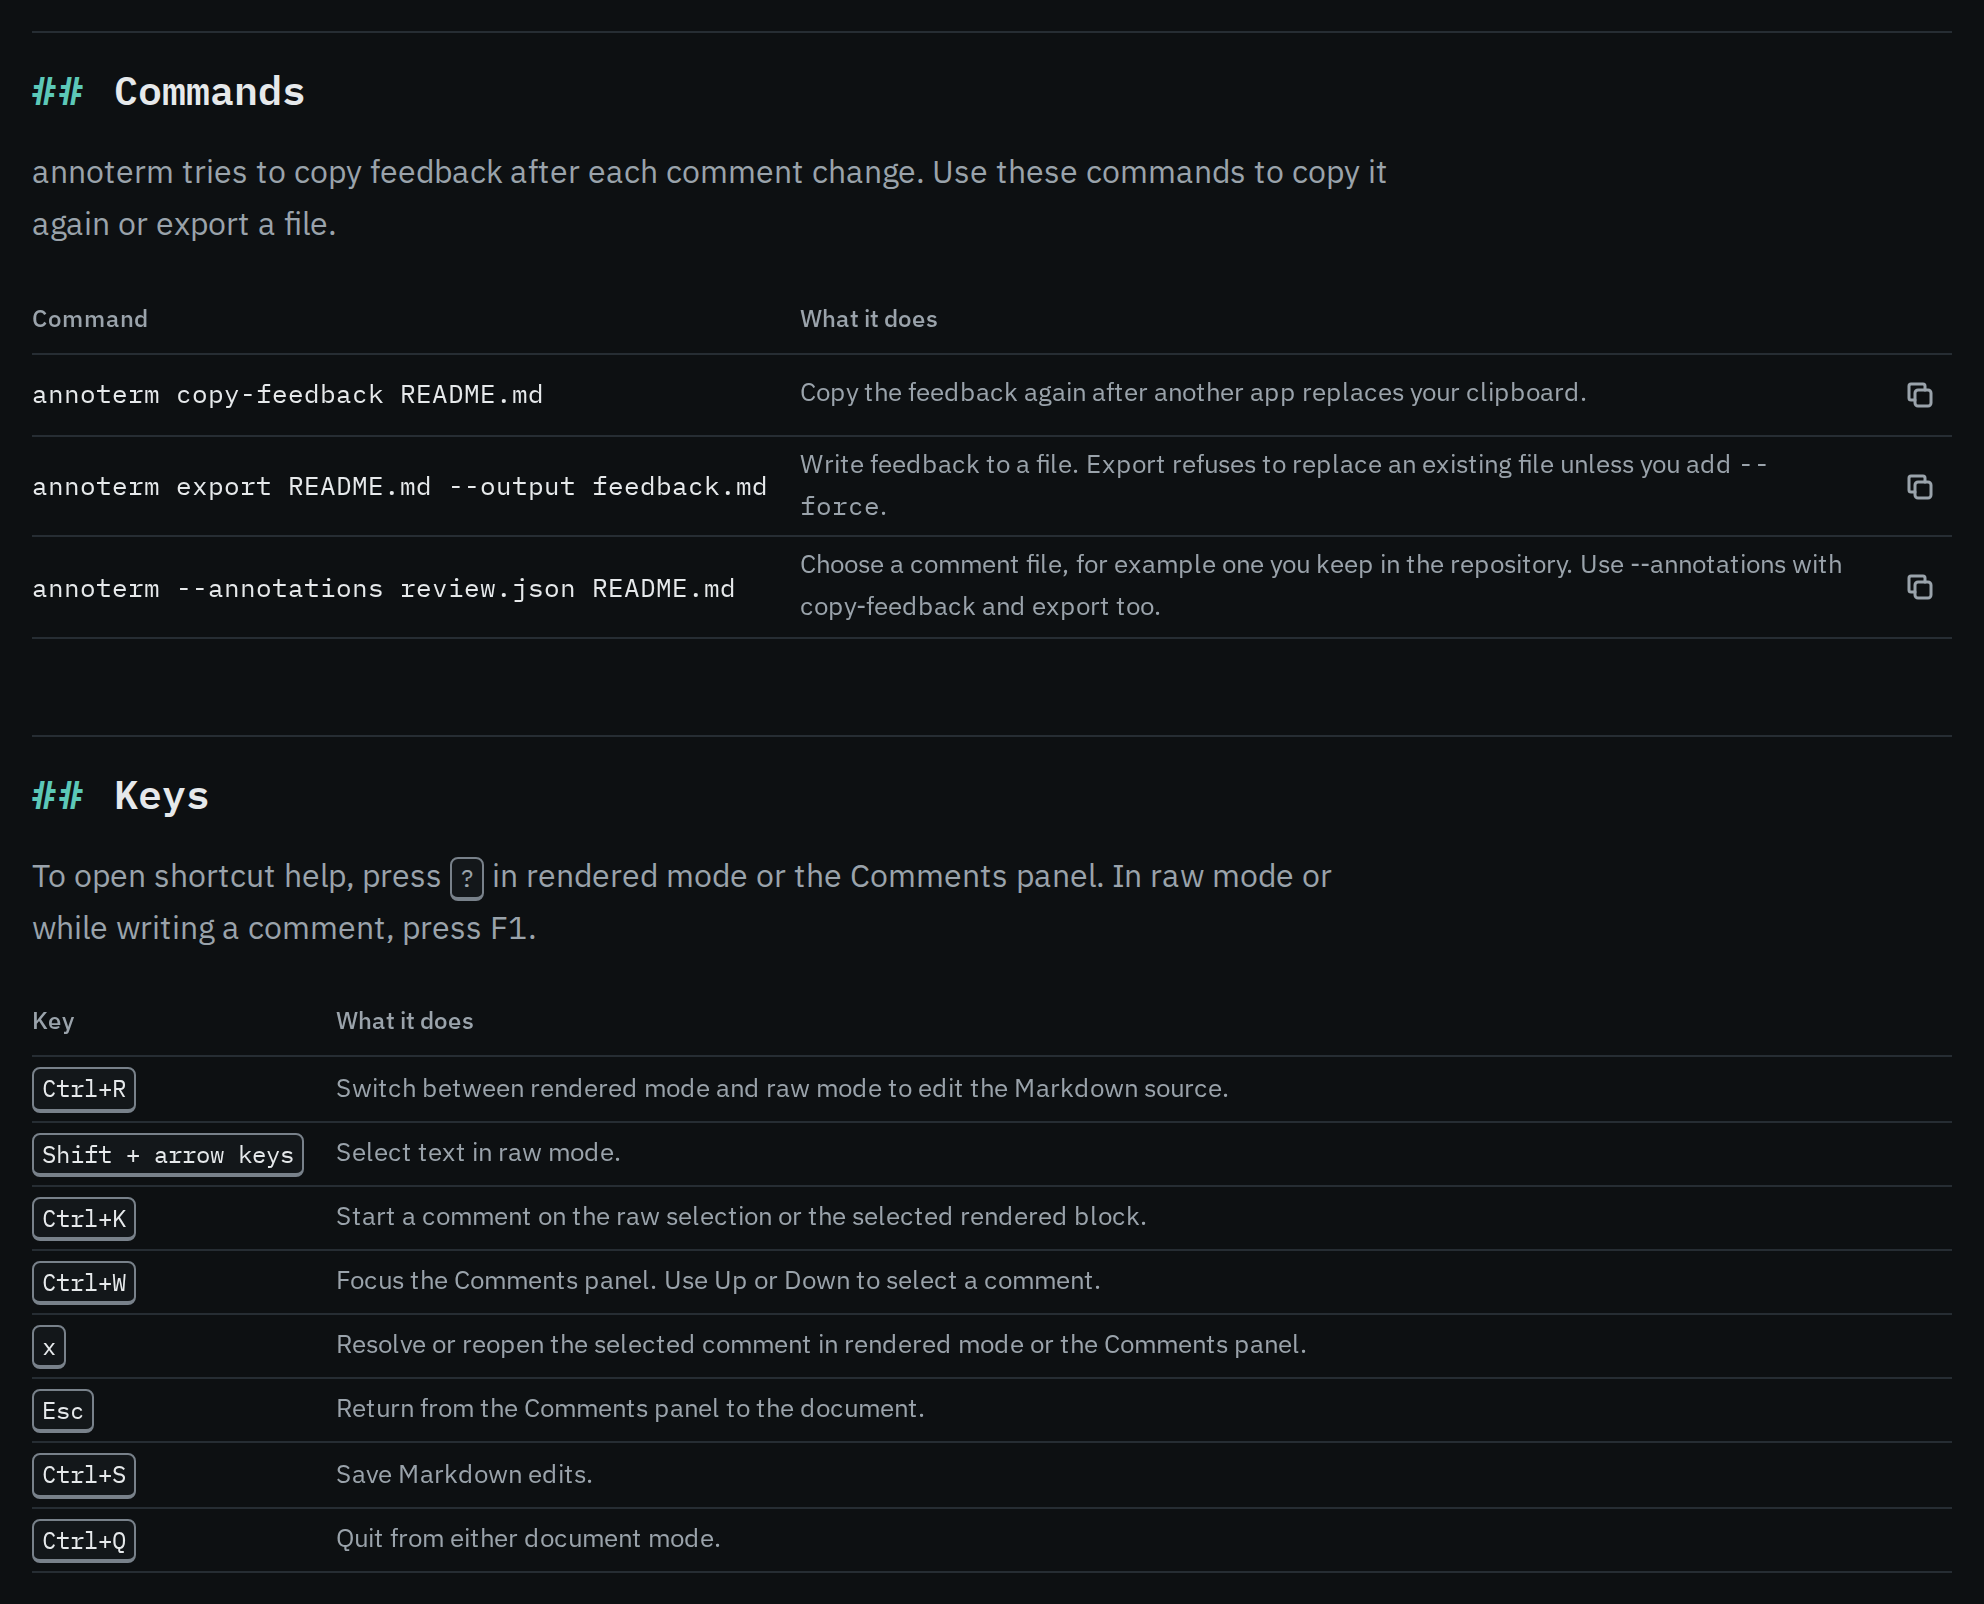 ## Commands
annoterm tries to copy feedback after each comment change. Use these commands to copy it
again or export a file.
Command What it does
annoterm copy-feedback README.md Copy the feedback again after another app replaces your clipboard.
annoterm export README.md --output feedback.md Write feedback to a file. Export refuses to replace an existing file unless you add --
force.
annoterm --annotations review.json README.md Choose a comment file, for example one you keep in the repository. Use --annotations with
copy-feedback and export too.
## Keys
To open shortcut help, press ? in rendered mode or the Comments panel. In raw mode or
while writing a comment, press F1.
Key What it does
Ctrl+R Switch between rendered mode and raw mode to edit the Markdown source.
Shift + arrow keys Select text in raw mode.
Ctrl+K Start a comment on the raw selection or the selected rendered block.
Ctrl+W Focus the Comments panel. Use Up or Down to select a comment.
x Resolve or reopen the selected comment in rendered mode or the Comments panel.
Esc Return from the Comments panel to the document.
Ctrl+S Save Markdown edits.
Ctrl+Q Quit from either document mode.